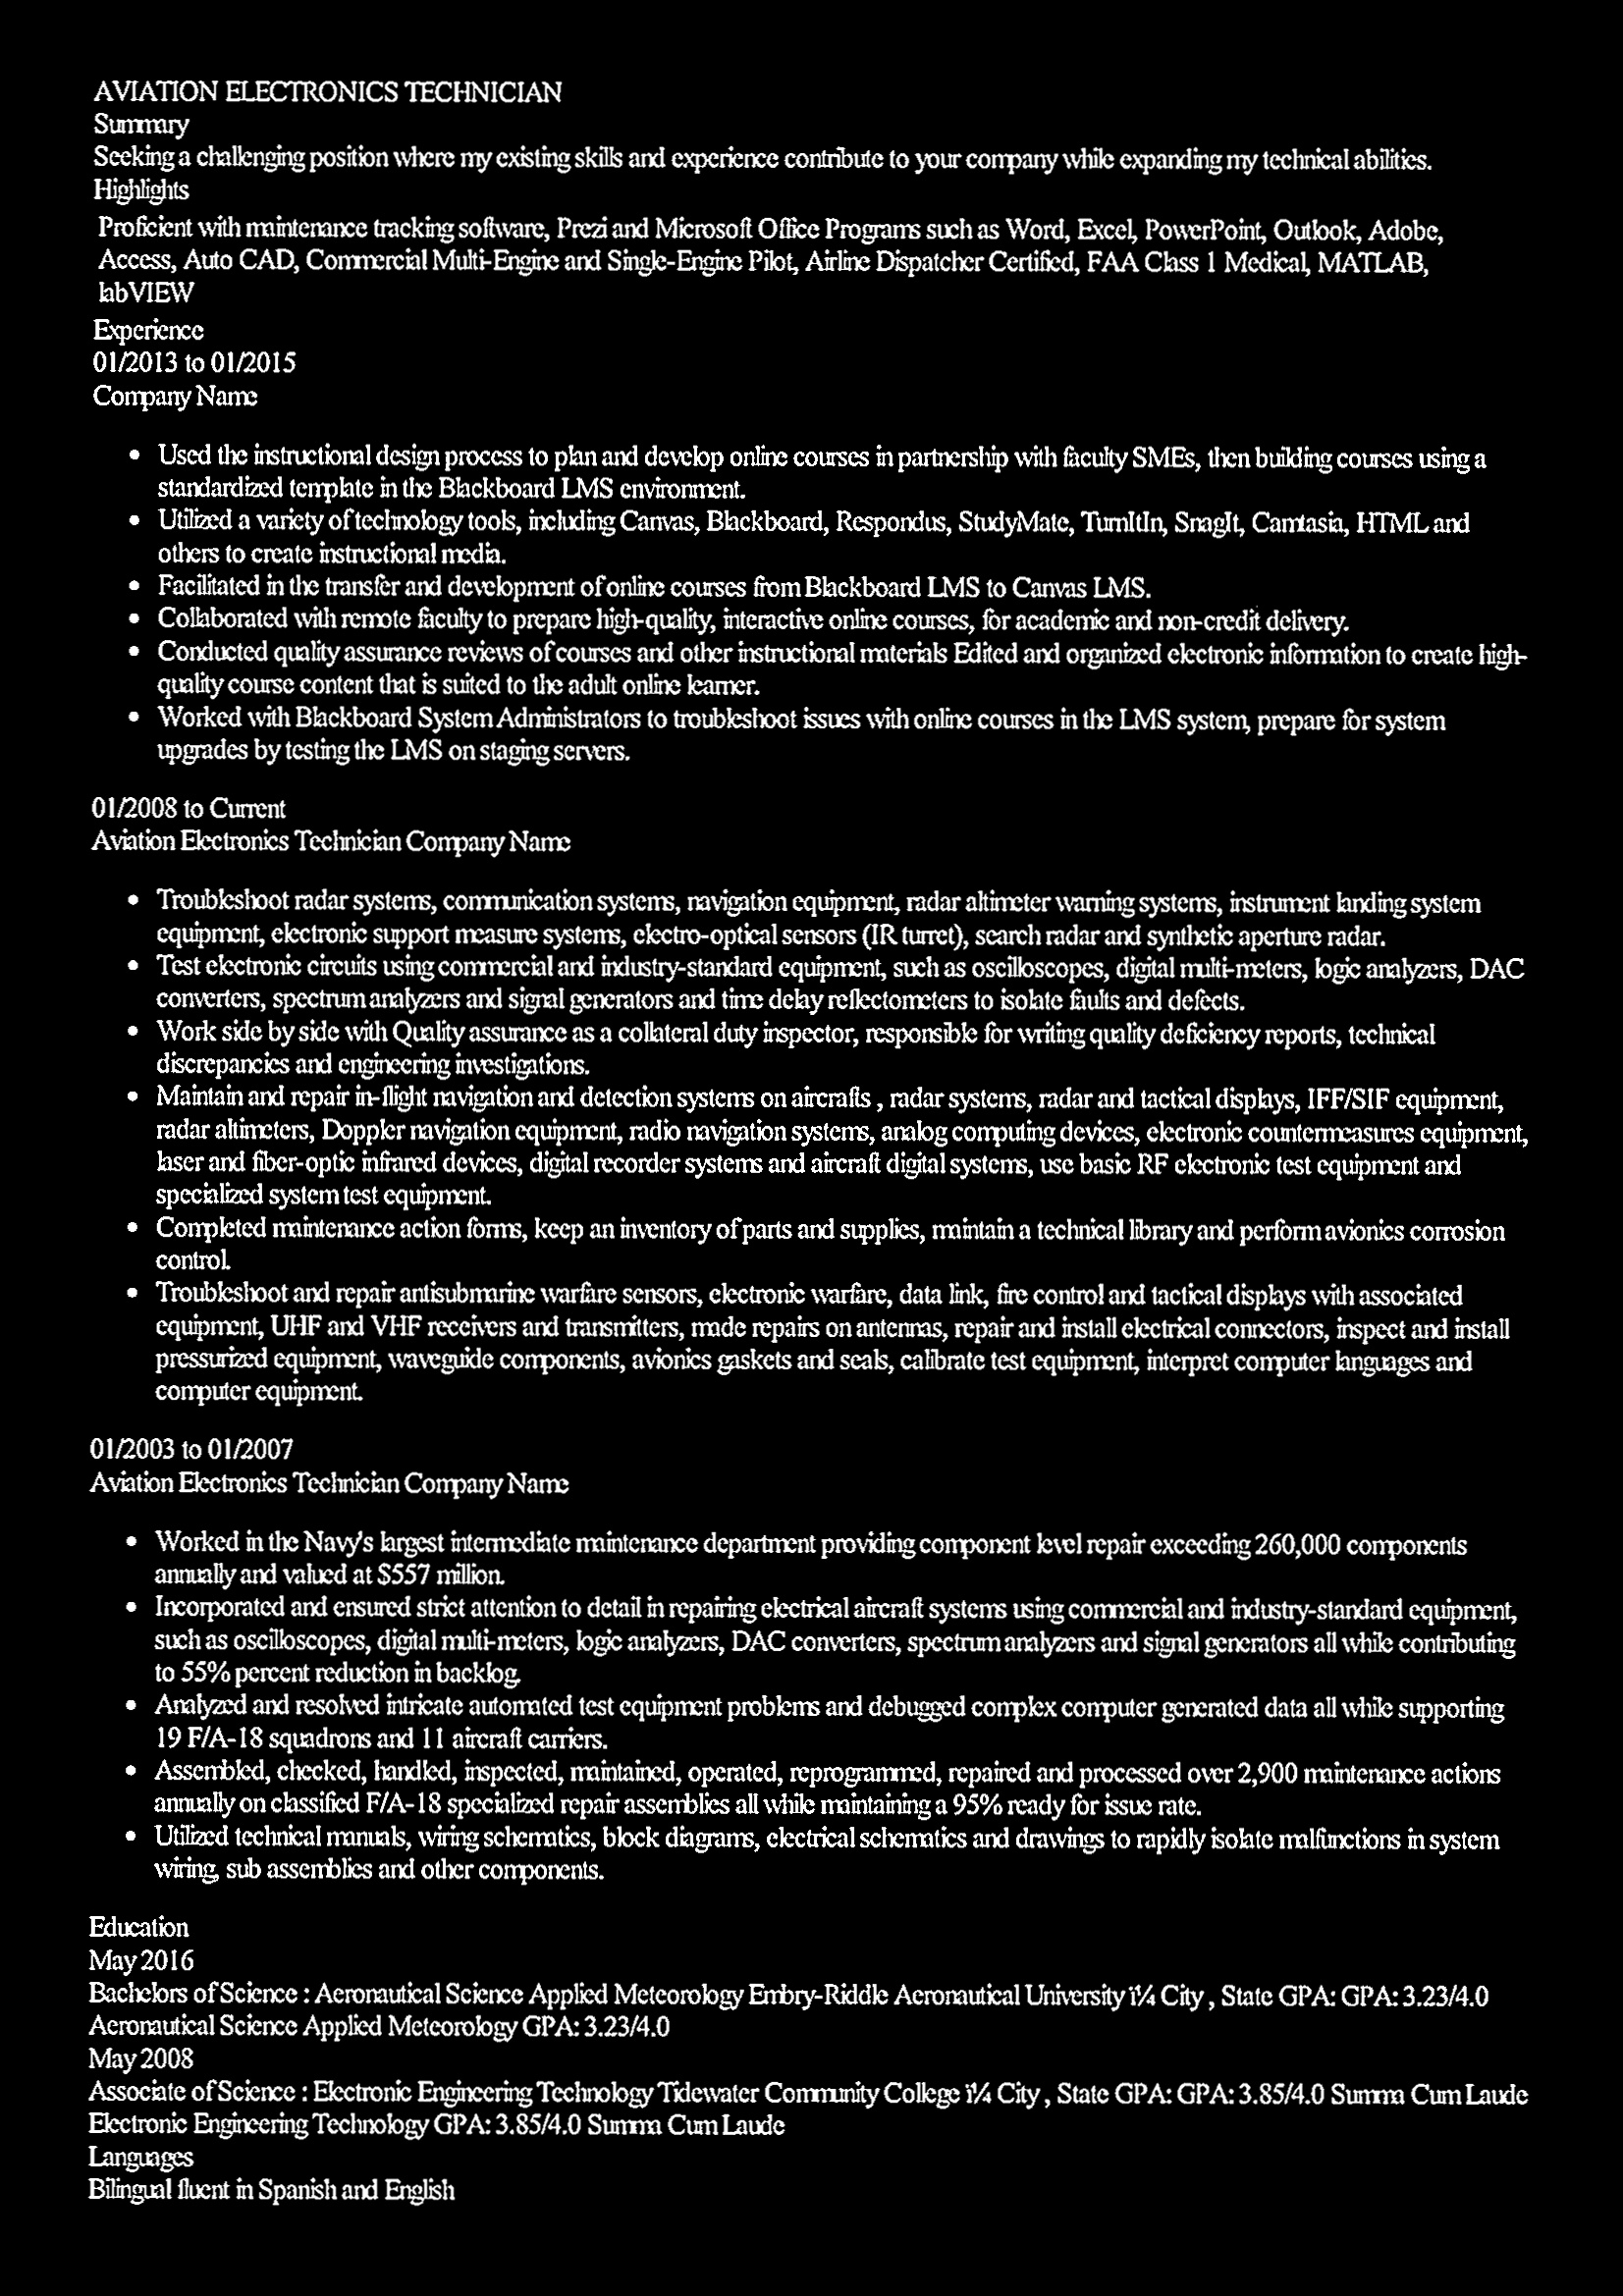 AVIATION ELECTRONICS TECHNICIAN
Summary
Seeking a challenging position where my existing skills and experience contribute to your company while expanding my technical abilities.
Highlights
Proficient with maintenance tracking software, Prezi and Microsoft Office Programs such as Word, Excel, PowerPoint, Outlook, Adobe,
Access, Auto CAD, Commercial Multi-Engine and Single-Engine Pilot, Airline Dispatcher Certified, FAA Class 1 Medical, MATLAB,
labVIEW
Experience
01/2013 to 01/2015
Company Name
• Used the instructional design process to plan and develop online courses in partnership with faculty SMEs, then building courses using a
standardized template in the Blackboard LMS environment.
• Utilized a variety of technology tools, including Canvas, Blackboard, Respondus, StudyMate, TurnItIn, SnagIt, Camtasia, HTML and
others to create instructional media.
• Facilitated in the transfer and development of online courses from Blackboard LMS to Canvas LMS.
• Collaborated with remote faculty to prepare high-quality, interactive online courses, for academic and non-credit delivery.
• Conducted quality assurance reviews of courses and other instructional materials Edited and organized electronic information to create high-
quality course content that is suited to the adult online learner.
• Worked with Blackboard System Administrators to troubleshoot issues with online courses in the LMS system, prepare for system
upgrades by testing the LMS on staging servers.
01/2008 to Current
Aviation Electronics Technician Company Name
• Troubleshoot radar systems, communication systems, navigation equipment, radar altimeter warning systems, instrument landing system
equipment, electronic support measure systems, electro-optical sensors (IR turret), search radar and synthetic aperture radar.
• Test electronic circuits using commercial and industry-standard equipment, such as oscilloscopes, digital multi-meters, logic analyzers, DAC
converters, spectrum analyzers and signal generators and time delay reflectometers to isolate faults and defects.
• Work side by side with Quality assurance as a collateral duty inspector, responsible for writing quality deficiency reports, technical
discrepancies and engineering investigations.
• Maintain and repair in-flight navigation and detection systems on aircrafts , radar systems, radar and tactical displays, IFF/SIF equipment,
radar altimeters, Doppler navigation equipment, radio navigation systems, analog computing devices, electronic countermeasures equipment,
laser and fiber-optic infrared devices, digital recorder systems and aircraft digital systems, use basic RF electronic test equipment and
specialized system test equipment.
• Completed maintenance action forms, keep an inventory of parts and supplies, maintain a technical library and perform avionics corrosion
control.
• Troubleshoot and repair antisubmarine warfare sensors, electronic warfare, data link, fire control and tactical displays with associated
equipment, UHF and VHF receivers and transmitters, made repairs on antennas, repair and install electrical connectors, inspect and install
pressurized equipment, waveguide components, avionics gaskets and seals, calibrate test equipment, interpret computer languages and
computer equipment.
01/2003 to 01/2007
Aviation Electronics Technician Company Name
• Worked in the Navy's largest intermediate maintenance department providing component level repair exceeding 260,000 components
annually and valued at $557 million.
• Incorporated and ensured strict attention to detail in repairing electrical aircraft systems using commercial and industry-standard equipment,
such as oscilloscopes, digital multi-meters, logic analyzers, DAC converters, spectrum analyzers and signal generators all while contributing
to 55% percent reduction in backlog.
• Analyzed and resolved intricate automated test equipment problems and debugged complex computer generated data all while supporting
19 F/A-18 squadrons and 11 aircraft carriers.
• Assembled, checked, handled, inspected, maintained, operated, reprogrammed, repaired and processed over 2,900 maintenance actions
annually on classified F/A-18 specialized repair assemblies all while maintaining a 95% ready for issue rate.
• Utilized technical manuals, wiring schematics, block diagrams, electrical schematics and drawings to rapidly isolate malfunctions in system
wiring, sub assemblies and other components.
Education
May 2016
Bachelors of Science : Aeronautical Science Applied Meteorology Embry-Riddle Aeronautical University ï¼ City , State GPA: GPA: 3.23/4.0
Aeronautical Science Applied Meteorology GPA: 3.23/4.0
May 2008
Associate of Science : Electronic Engineering Technology Tidewater Community College ï¼ City , State GPA: GPA: 3.85/4.0 Summa Cum Laude
Electronic Engineering Technology GPA: 3.85/4.0 Summa Cum Laude
Languages
Bilingual fluent in Spanish and English